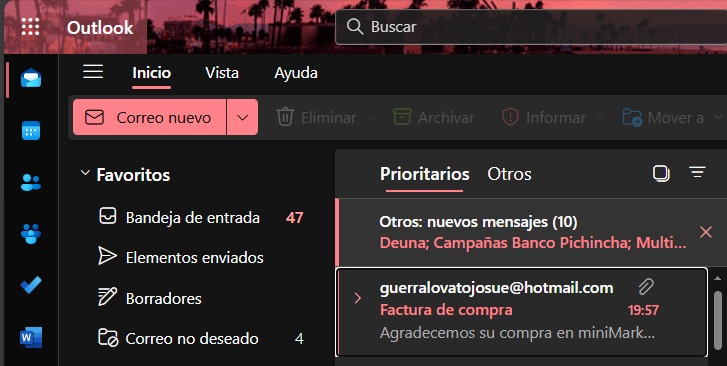 Outlook
Buscar
Inicio Vista Ayuda
Correo nuevo Eliminar Archivar Informar Mover a
Favoritos
Bandeja de entrada 47
Elementos enviados
Borradores
Correo no deseado 4
Prioritarios Otros
Otros: nuevos mensajes (10)
Deuna; Campañas Banco Pichincha; Multi...
guerralovatojosue@hotmail.com
Factura de compra 19:57
Agradecemos su compra en miniMark...